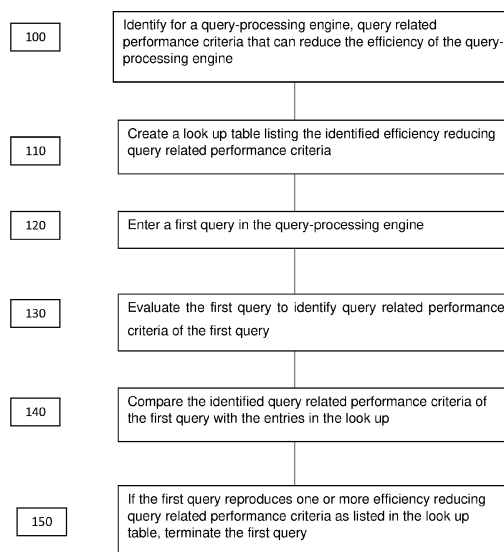 100
Identify for a query-processing engine, query related
performance criteria that can reduce the efficiency of the query-
processing engine
110
Create a look up table listing the identified efficiency reducing
query related performance criteria
120
Enter a first query in the query-processing engine
130
Evaluate the first query to identify query related performance
criteria of the first query
140
Compare the identified query related performance criteria of
the first query with the entries in the look up
150
If the first query reproduces one or more efficiency reducing
query related performance criteria as listed in the look up
table, terminate the first query